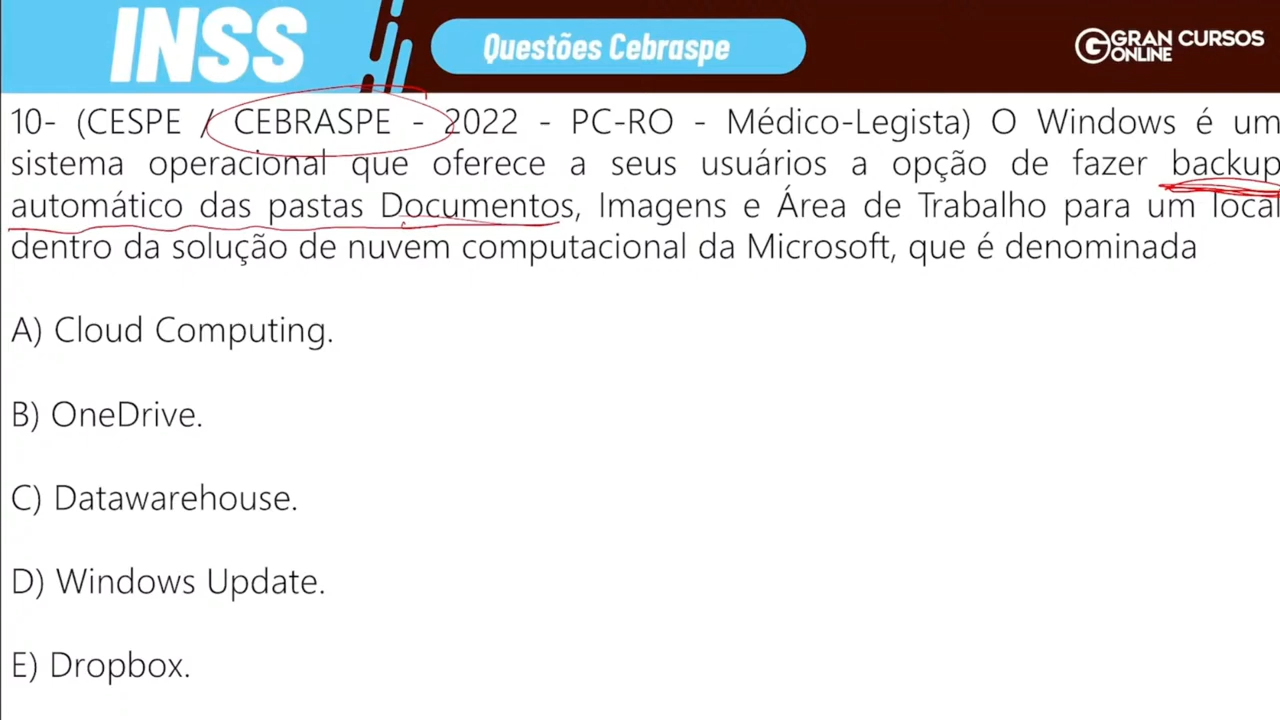 INSS
Questões Cebraspe
GRAN CURSOS
ONLINE
10- (CESPE / CEBRASPE - 2022 - PC-RO - Médico-Legista) O Windows é um
sistema operacional que oferece a seus usuários a opção de fazer backup
automático das pastas Documentos, Imagens e Área de Trabalho para um local
dentro da solução de nuvem computacional da Microsoft, que é denominada
A) Cloud Computing.
B) OneDrive.
C) Datawarehouse.
D) Windows Update.
E) Dropbox.